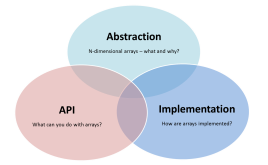 Abstraction
N-dimensional arrays – what and why?
API
What can you do with arrays?
Implementation
How are arrays implemented?